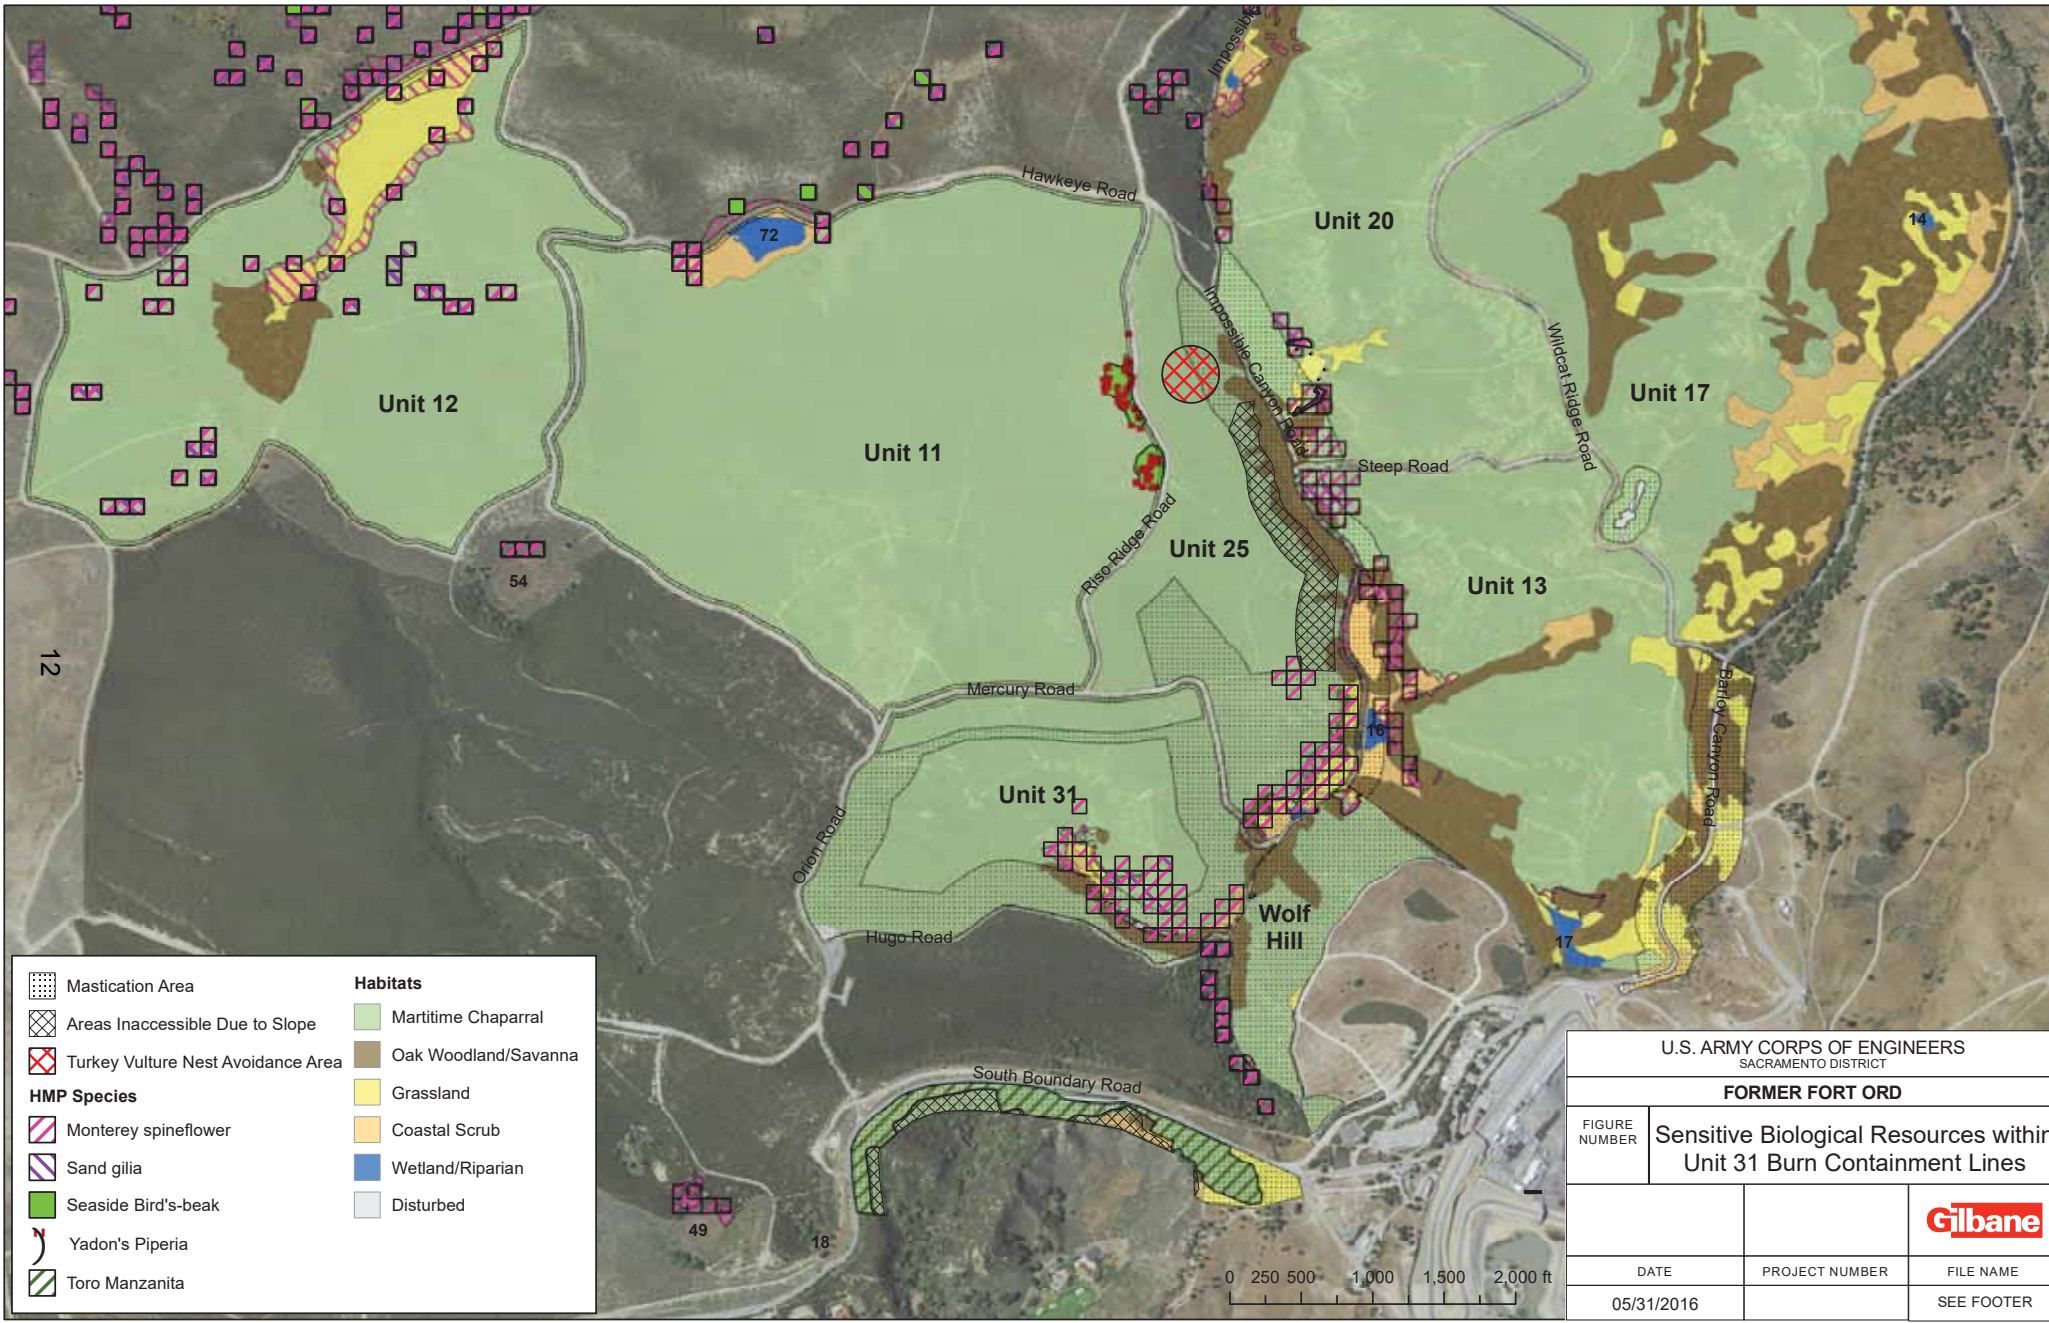 Impossible
Hawkeye Road
72
Unit 20
14
Impossible Canyon Road
Wildcat Ridge Road
Unit 12
Unit 11
Unit 17
Steep Road
Riso Ridge Road
Unit 25
54
Unit 13
12
Mercury Road
Barloy Canyon Road
16
Unit 31
Orion Road
Wolf
Hill
Hugo Road
17
South Boundary Road
49
18
Mastication Area
Areas Inaccessible Due to Slope
Turkey Vulture Nest Avoidance Area
HMP Species
Monterey spineflower
Sand gilia
Seaside Bird's-beak
Yadon's Piperia
Toro Manzanita
Habitats
Martitime Chaparral
Oak Woodland/Savanna
Grassland
Coastal Scrub
Wetland/Riparian
Disturbed
0 250 500 1,000 1,500 2,000 ft
U.S. ARMY CORPS OF ENGINEERS
SACRAMENTO DISTRICT
FORMER FORT ORD
FIGURE
NUMBER
Sensitive Biological Resources within
Unit 31 Burn Containment Lines
Gilbane
DATE
PROJECT NUMBER
FILE NAME
05/31/2016
SEE FOOTER